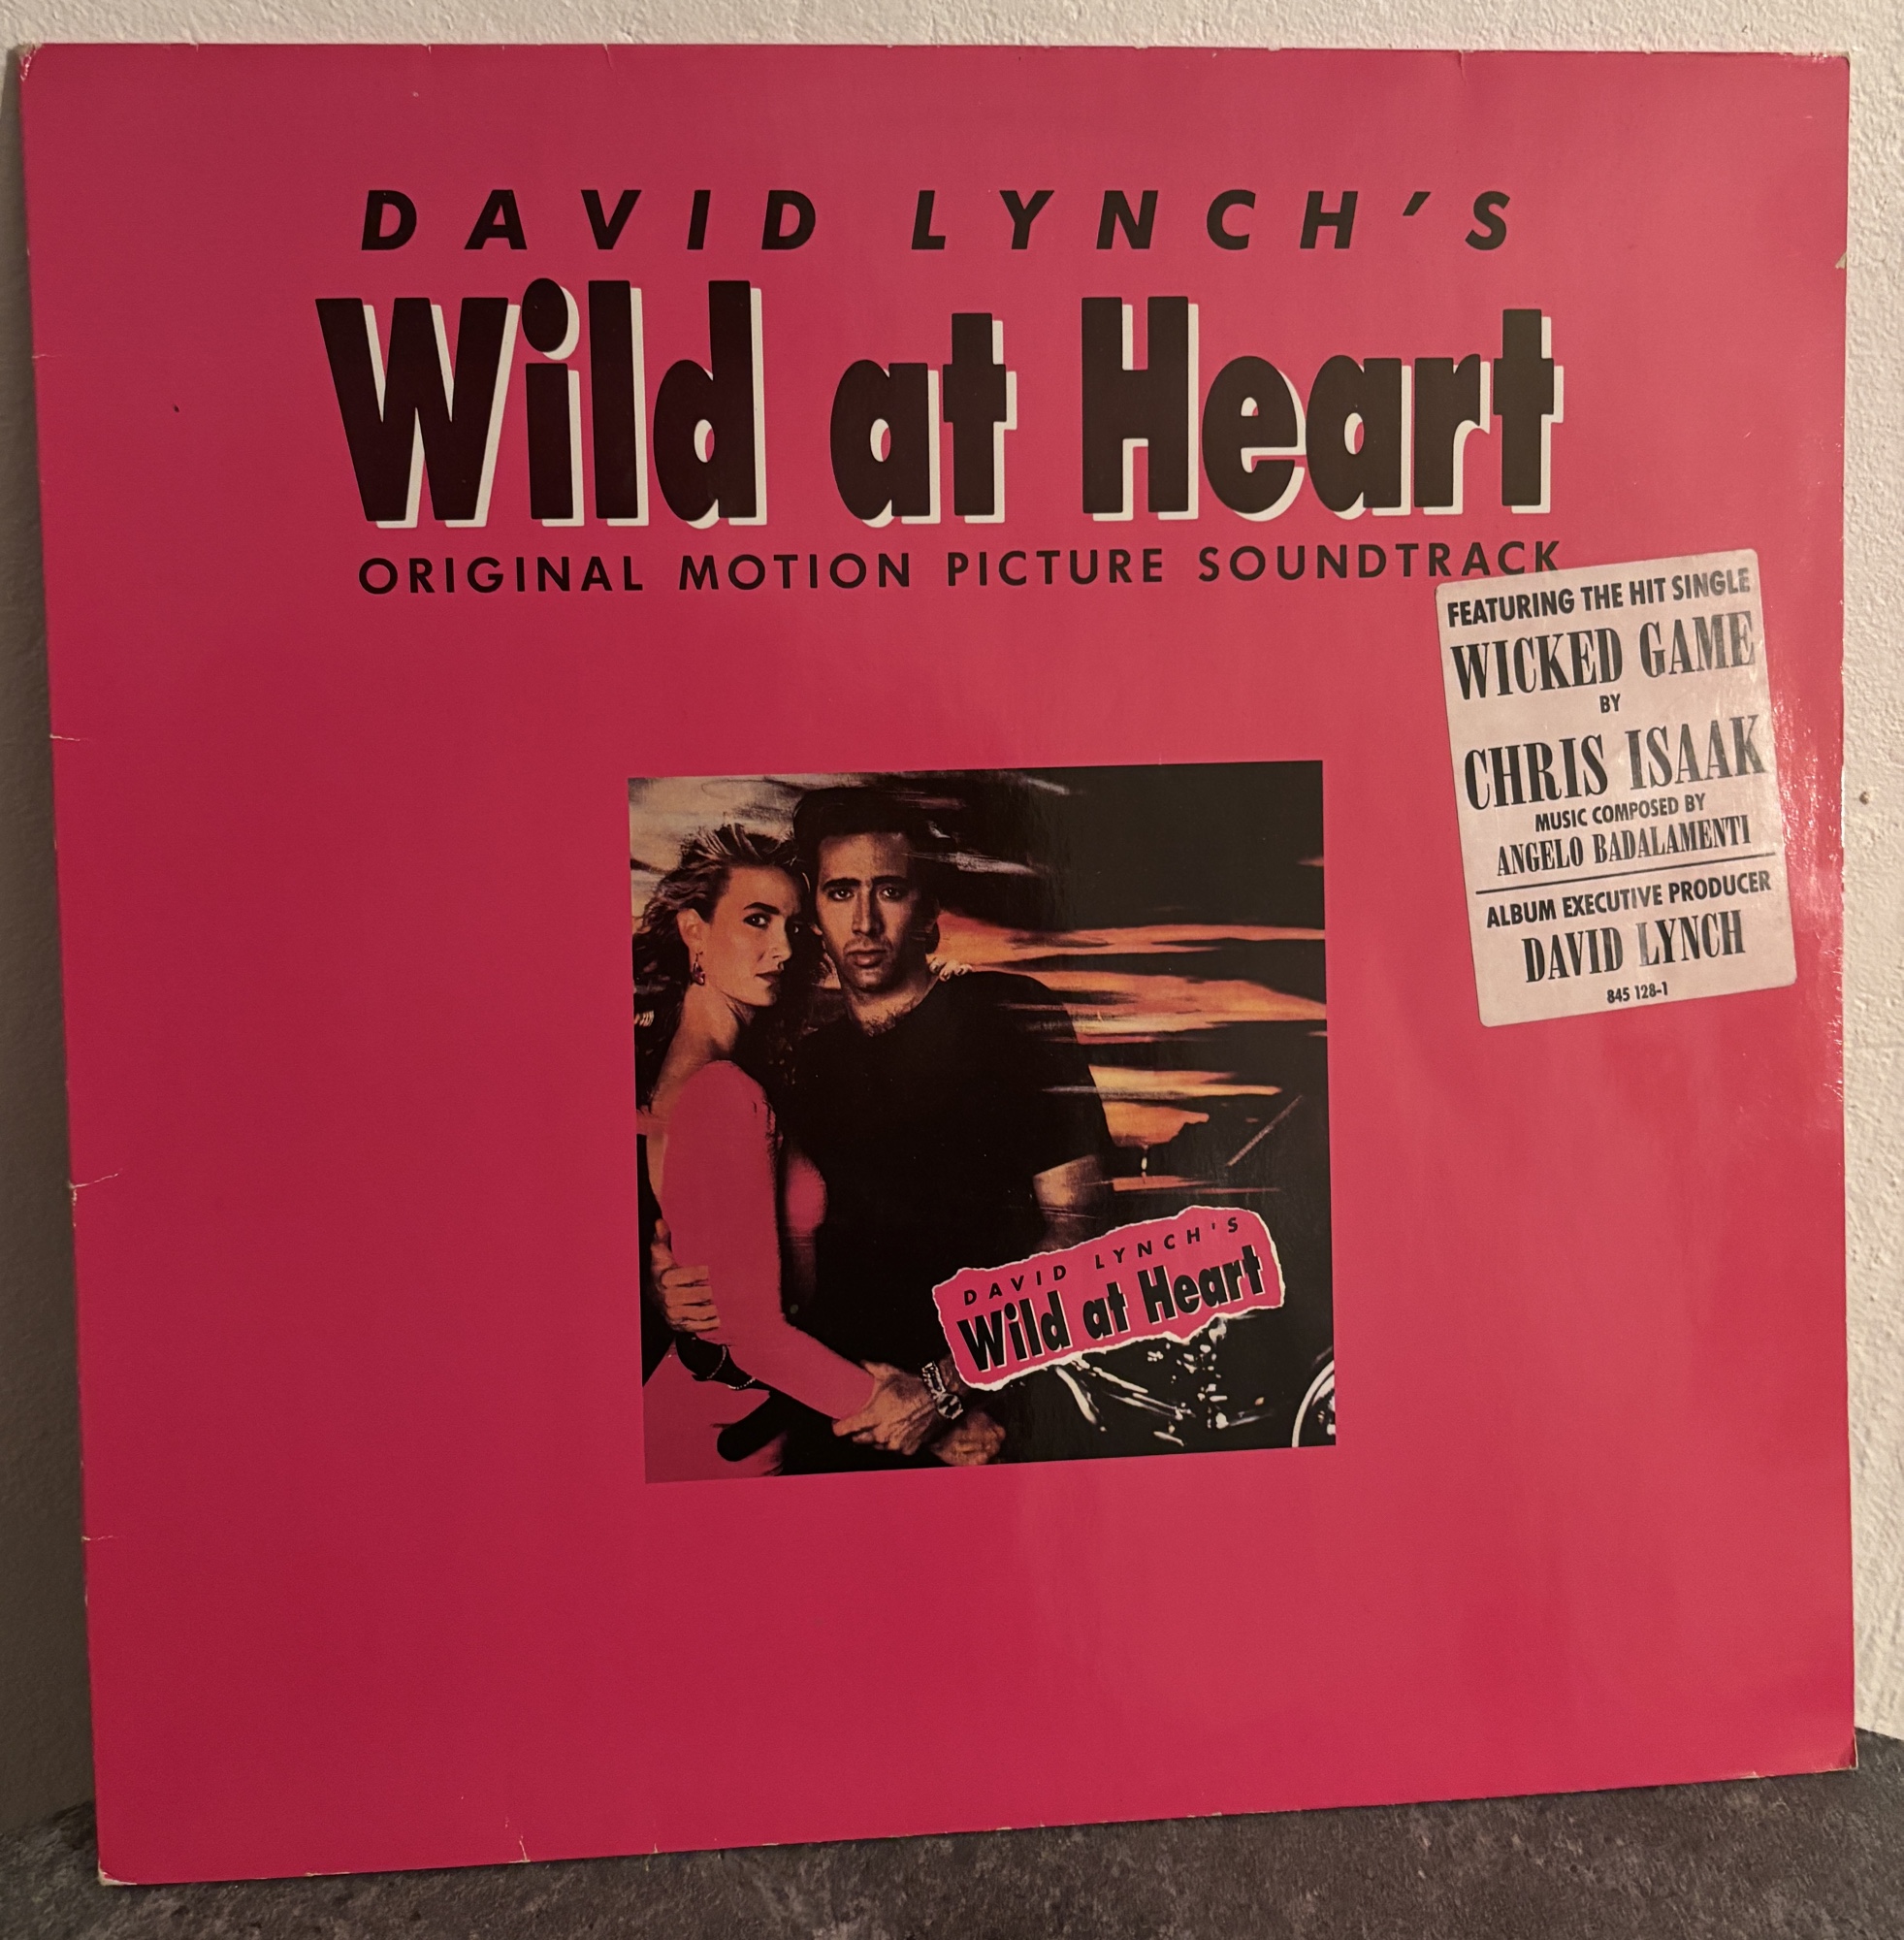 DAVID LYNCH'S
Wild at Heart
ORIGINAL MOTION PICTURE SOUNDTRACK
FEATURING THE HIT SINGLE
WICKED GAME
BY
CHRIS ISAAK
MUSIC COMPOSED BY
ANGELO BADALAMENTI
ALBUM EXECUTIVE PRODUCER
DAVID LYNCH
845 128-1
DAVID LYNCH'S
Wild at Heart